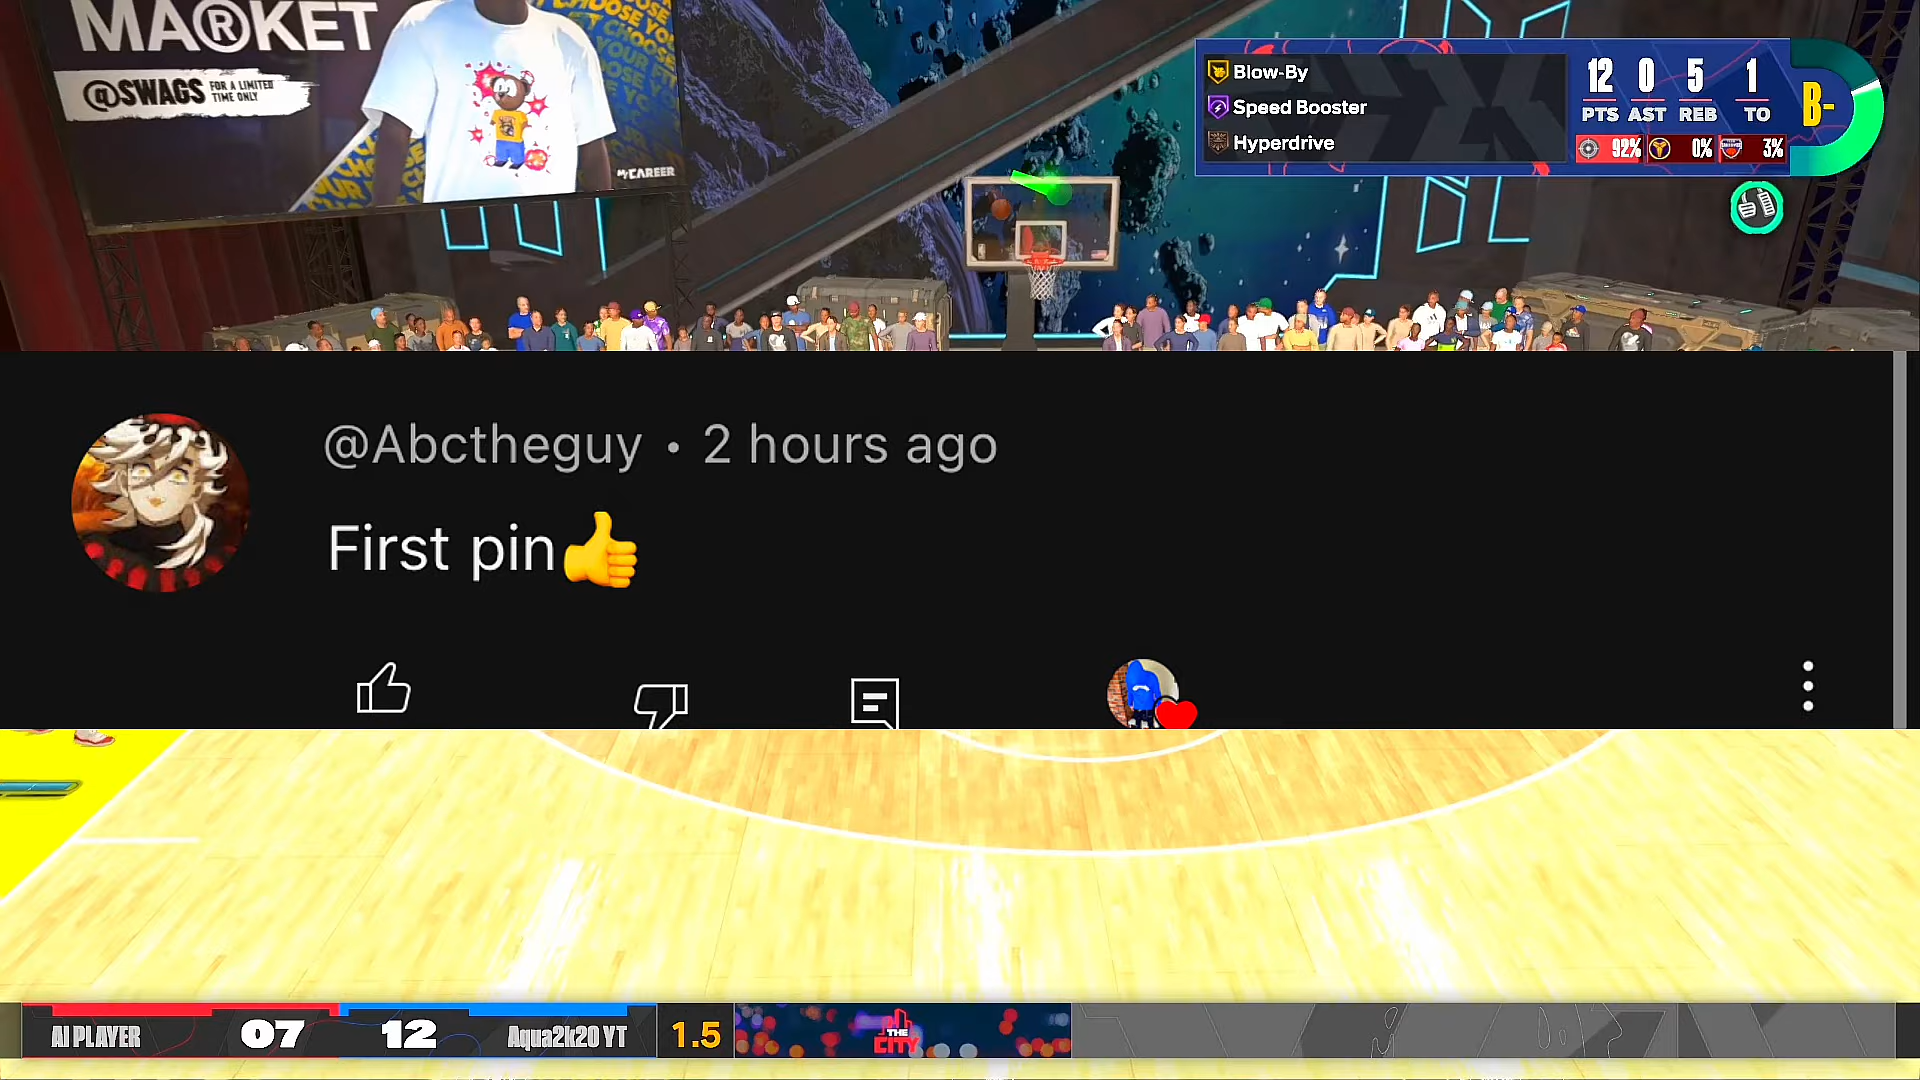 MA®KET
@SWAGS FOR A LIMITED
TIME ONLY
MyCAREER
Blow-By
Speed Booster
Hyperdrive
12 0 5 1
PTS AST REB TO
B-
92% 0% 3%
@Abctheguy • 2 hours ago
First pin👍
AI PLAYER 07 12 Aqua2k20 YT 1.5 THE
CITY